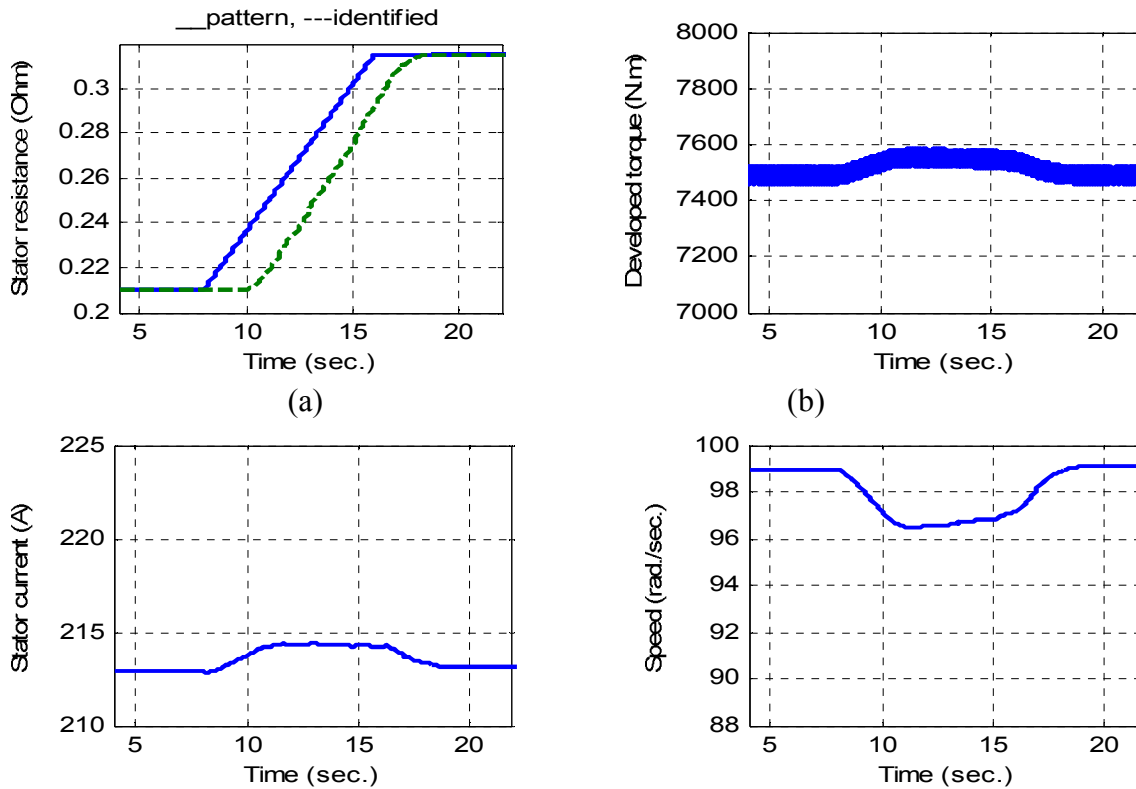 __pattern, ---identified
Stator resistance (Ohm)
0.3
0.28
0.26
0.24
0.22
0.2
5 10 15 20
Time (sec.)
(a)
Developed torque (N.m)
8000
7800
7600
7400
7200
7000
5 10 15 20
Time (sec.)
(b)
Stator current (A)
225
220
215
210
5 10 15 20
Time (sec.)
Speed (rad./sec.)
100
98
96
94
92
90
88
5 10 15 20
Time (sec.)